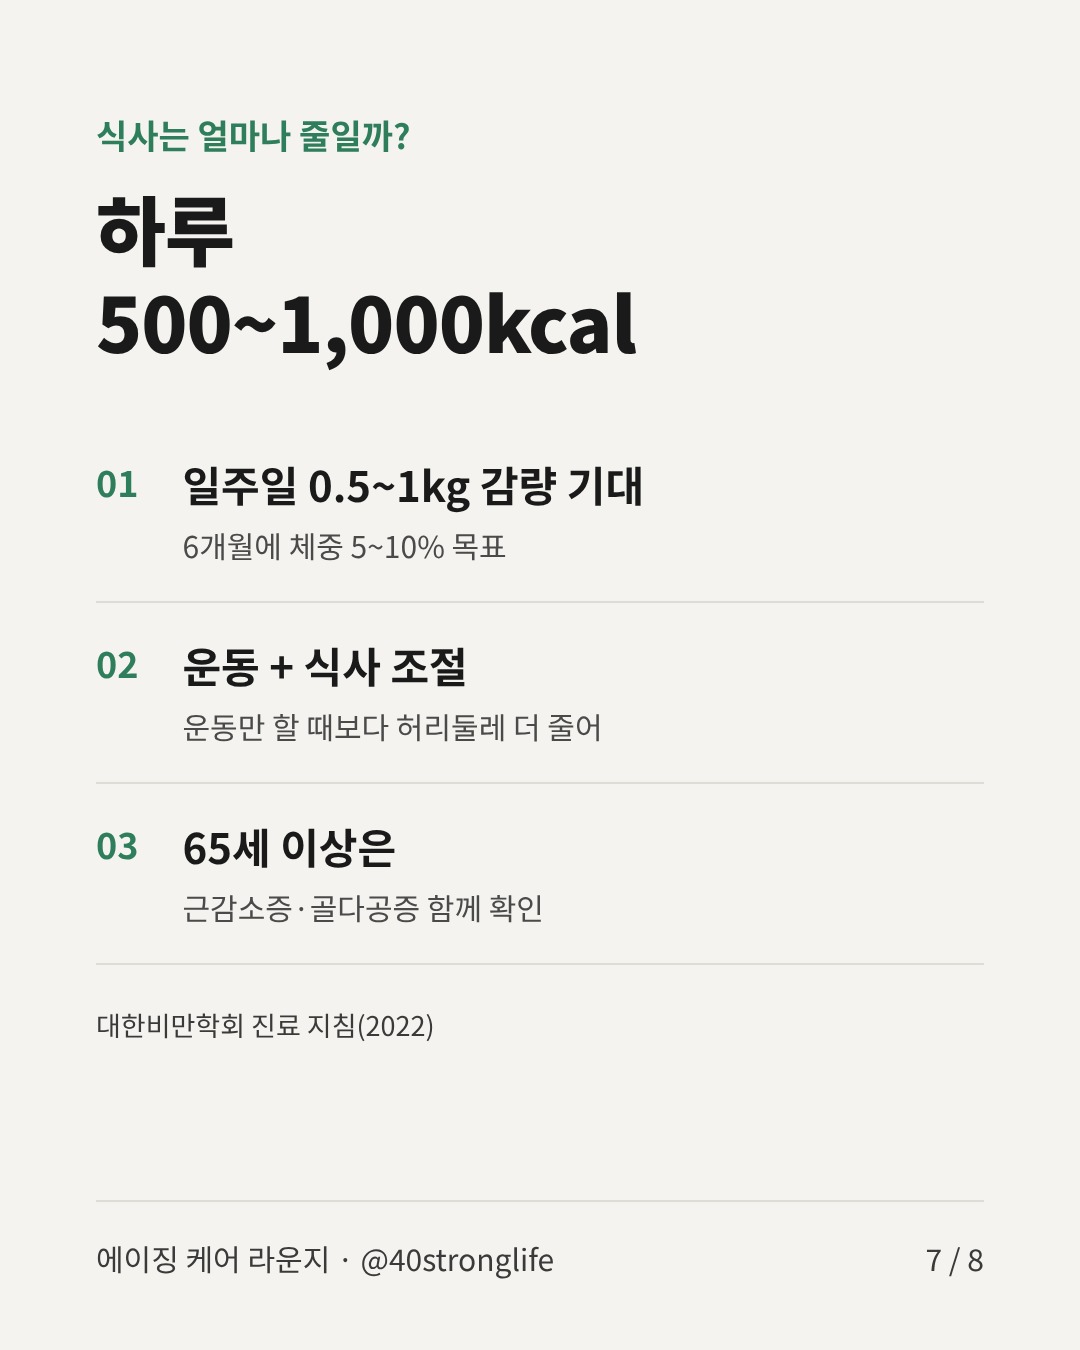 식사는 얼마나 줄일까?
하루
500~1,000kcal
01 일주일 0.5~1kg 감량 기대
6개월에 체중 5~10% 목표
02 운동 + 식사 조절
운동만 할 때보다 허리둘레 더 줄어
03 65세 이상은
근감소증·골다공증 함께 확인
대한비만학회 진료 지침(2022)
에이징 케어 라운지 · @40stronglife 7 / 8